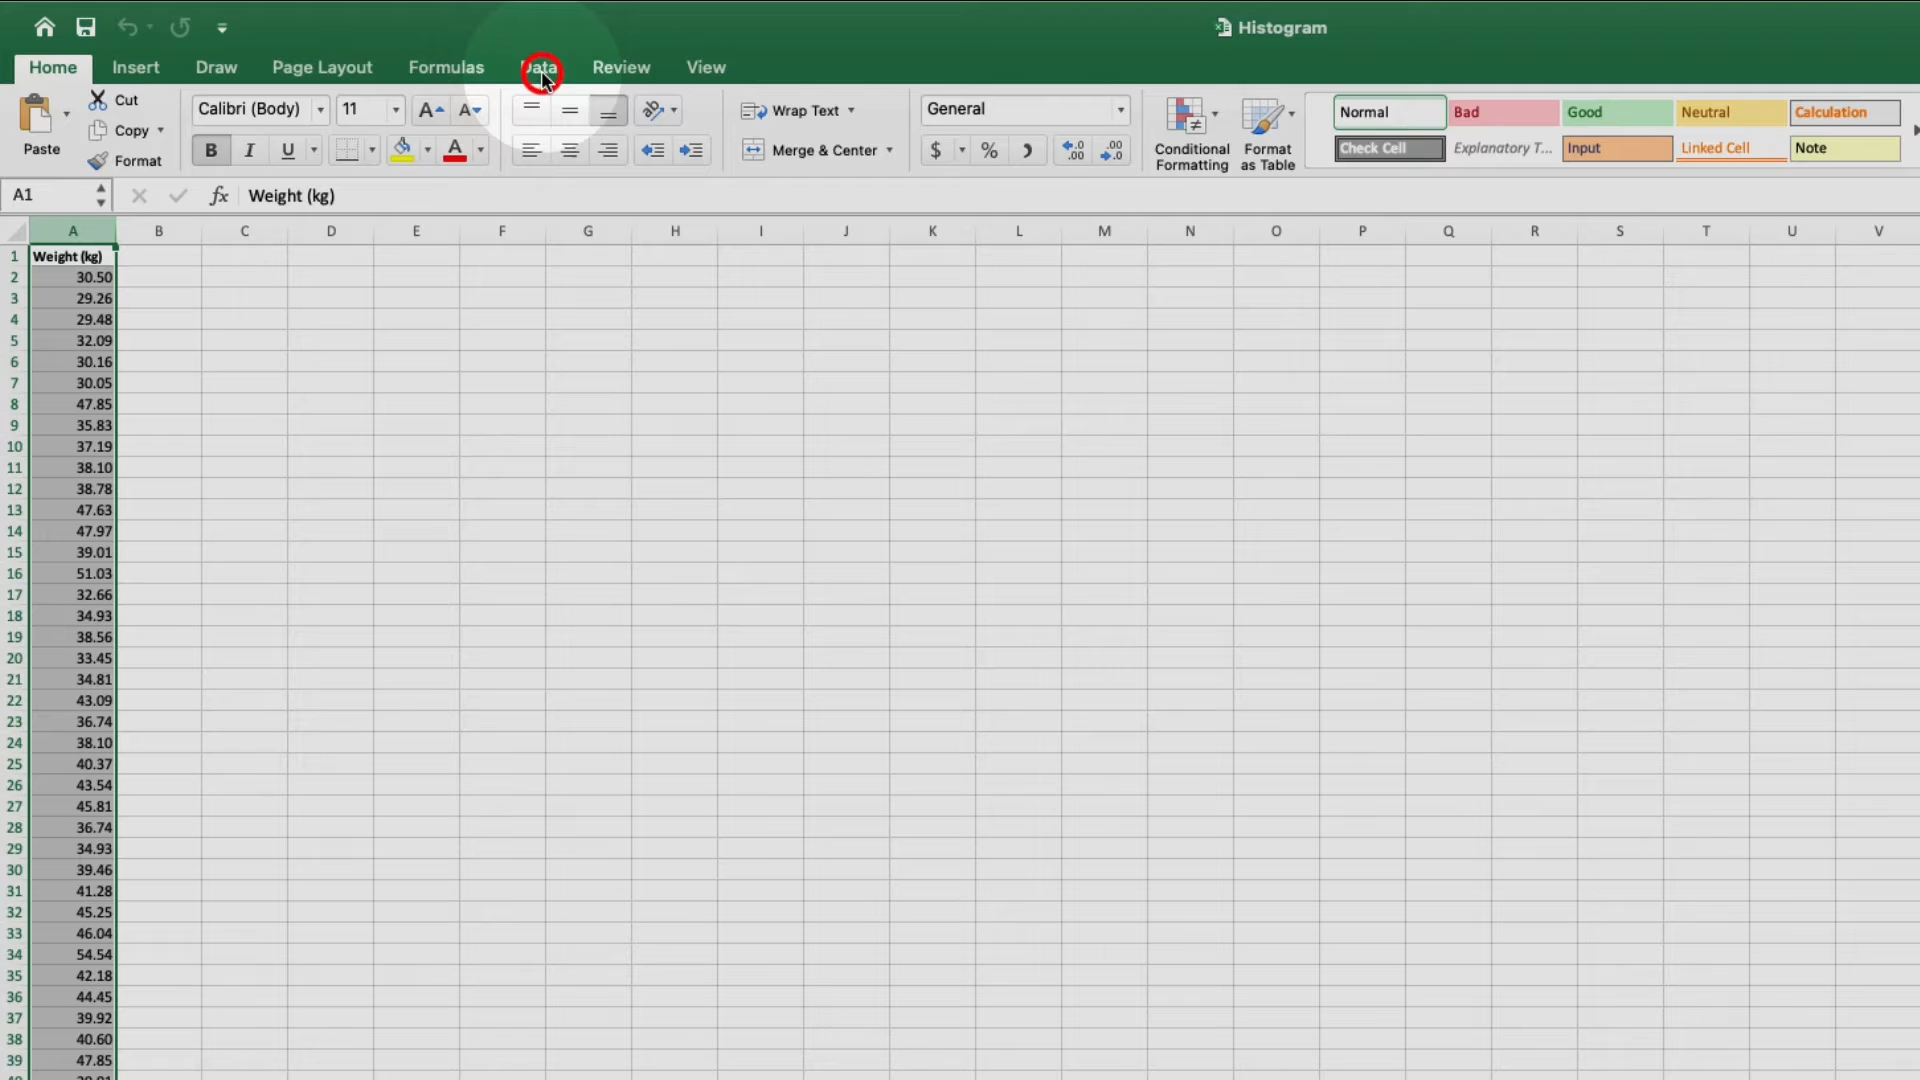 Histogram
Home Insert Draw Page Layout Formulas Data Review View
Cut
Copy
Format
Paste
Calibri (Body) 11 A A
B I U A
Wrap Text
Merge & Center
General
$ %
Conditional Formatting
Format as Table
Normal Bad Good Neutral Calculation
Check Cell Explanatory T... Input Linked Cell Note
A1 fx Weight (kg)
A B C D E F G H I J K L M N O P Q R S T U V
1 Weight (kg)
2 30.50
3 29.26
4 29.48
5 32.09
6 30.16
7 30.05
8 47.85
9 35.83
10 37.19
11 38.10
12 38.78
13 47.63
14 47.97
15 39.01
16 51.03
17 32.66
18 34.93
19 38.56
20 33.45
21 34.81
22 43.09
23 36.74
24 38.10
25 40.37
26 43.54
27 45.81
28 36.74
29 34.93
30 39.46
31 41.28
32 45.25
33 46.04
34 54.54
35 42.18
36 44.45
37 39.92
38 40.60
39 47.85